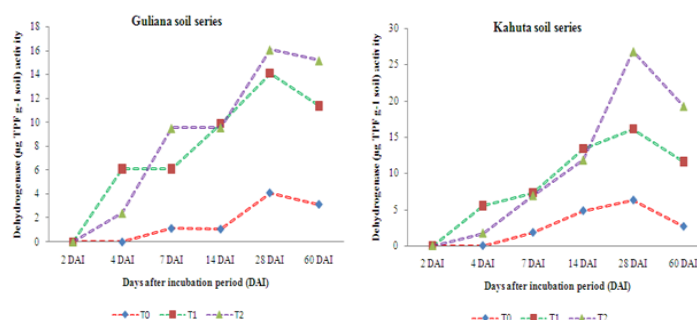 Guliana soil series
Dehydrogenase (µg TPF g-1 soil) activity
18
16
14
12
10
8
6
4
2
0
2 DAI 4 DAI 7 DAI 14 DAI 28 DAI 60 DAI
Days after incubation period (DAI)
T0 T1 T2
Kahuta soil series
Dehydrogenase (µg TPF g-1 soil) activity
30
25
20
15
10
5
0
2 DAI 4 DAI 7 DAI 14 DAI 28 DAI 60 DAI
Days after incubation period (DAI)
T0 T1 T2